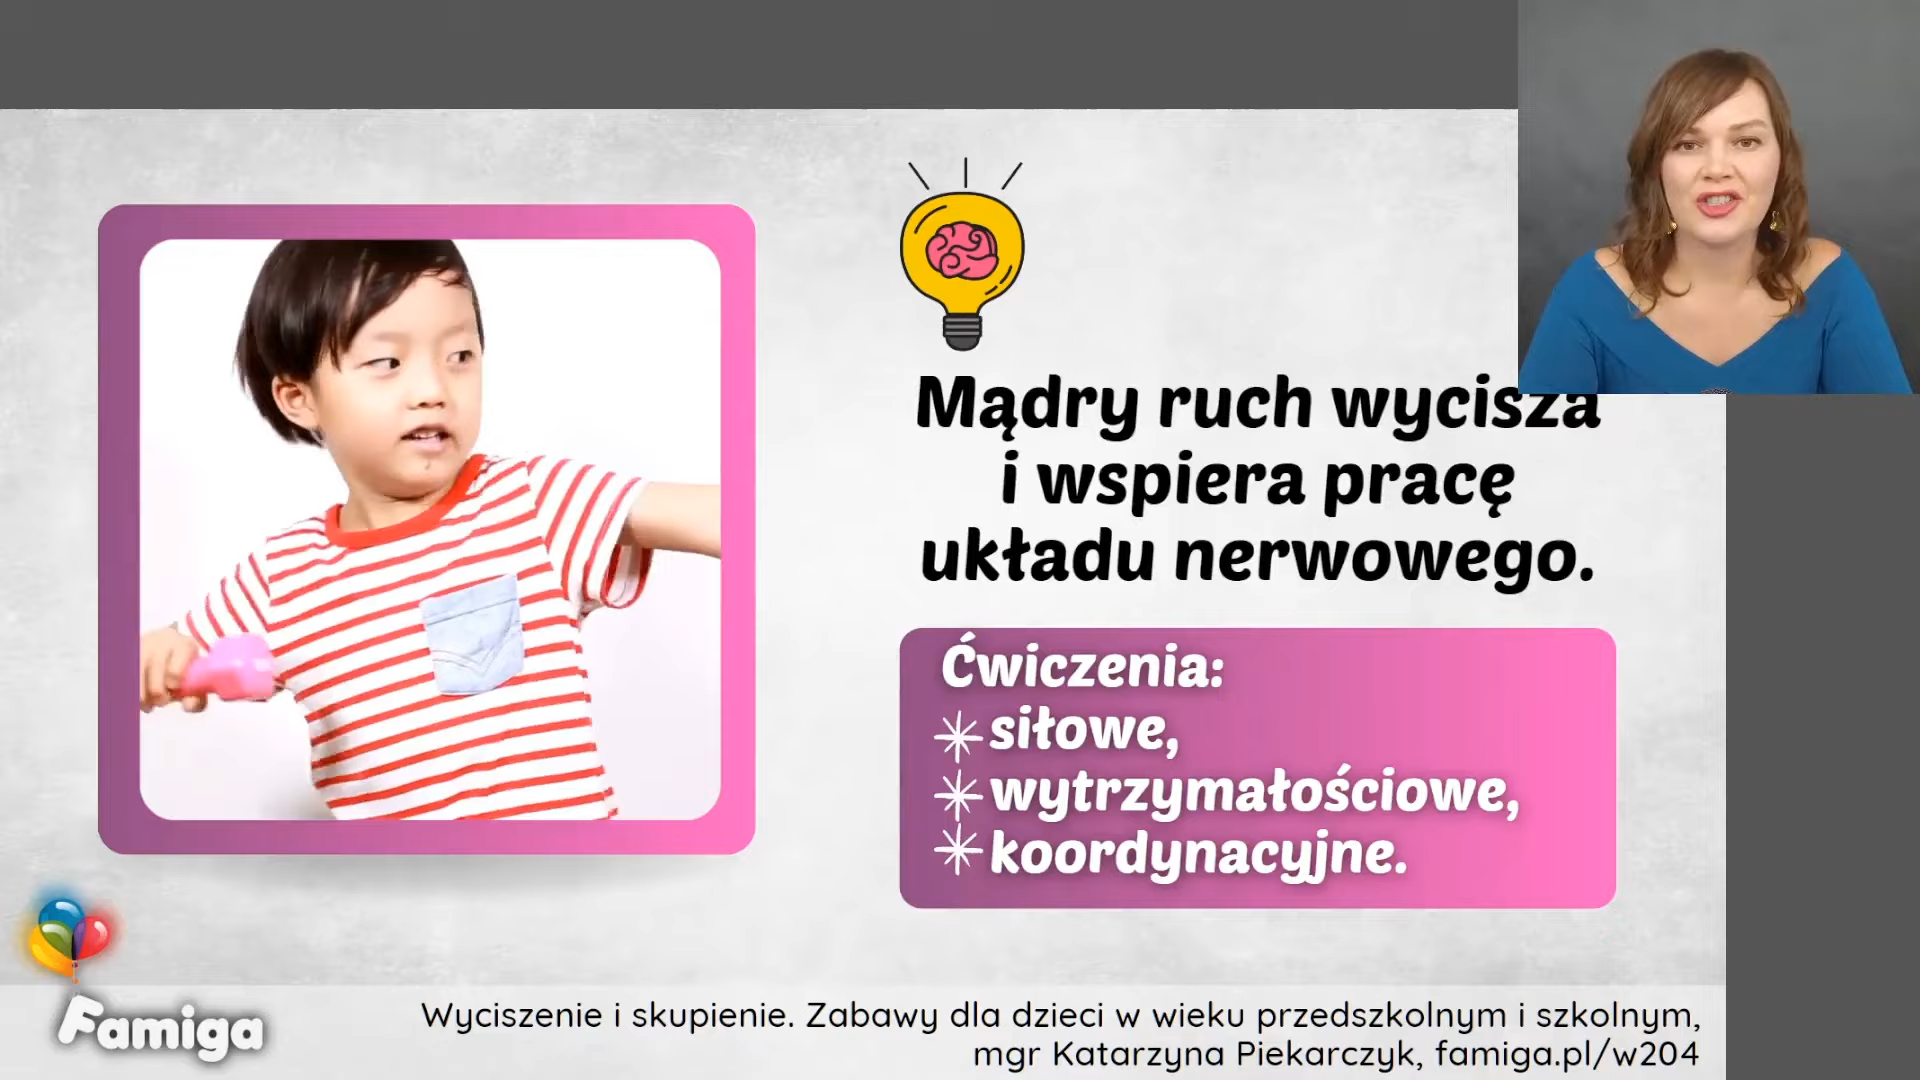 Mądry ruch wycisza
i wspiera pracę
układu nerwowego.
Ćwiczenia:
siłowe,
wytrzymałościowe,
koordynacyjne.
Famiga
Wyciszenie i skupienie. Zabawy dla dzieci w wieku przedszkolnym i szkolnym,
mgr Katarzyna Piekarczyk, famiga.pl/w204